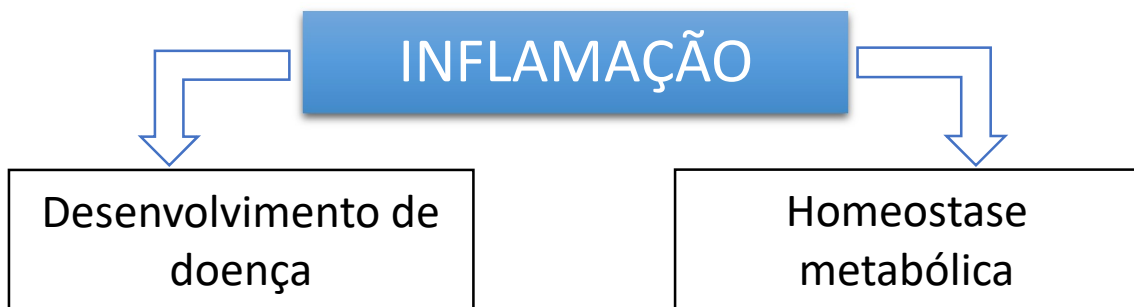 INFLAMAÇÃO
Desenvolvimento de
doença
Homeostase
metabólica